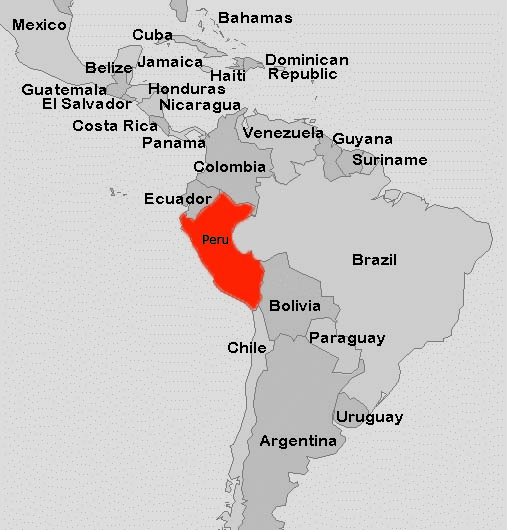 Bahamas
Mexico
Cuba
Dominican
Republic
Jamaica
Belize
Haiti
Guatemala
Honduras
El Salvador
Nicaragua
Costa Rica
Venezuela
Guyana
Panama
Suriname
Colombia
Ecuador
Peru
Brazil
Bolivia
Paraguay
Chile
Uruguay
Argentina